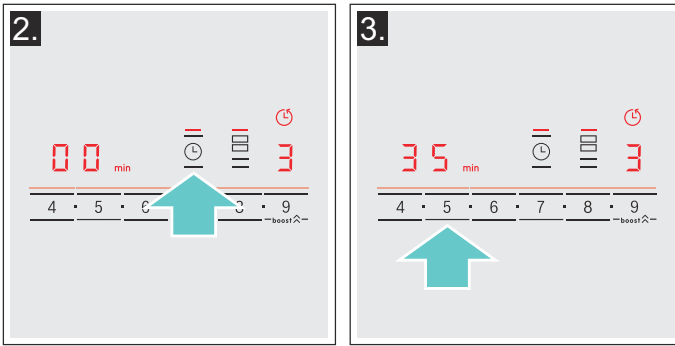 2.
00 min 3
4 · 5 · 6 8 · 9
boost
3.
35 min 3
4 · 5 · 6 · 7 · 8 · 9
boost